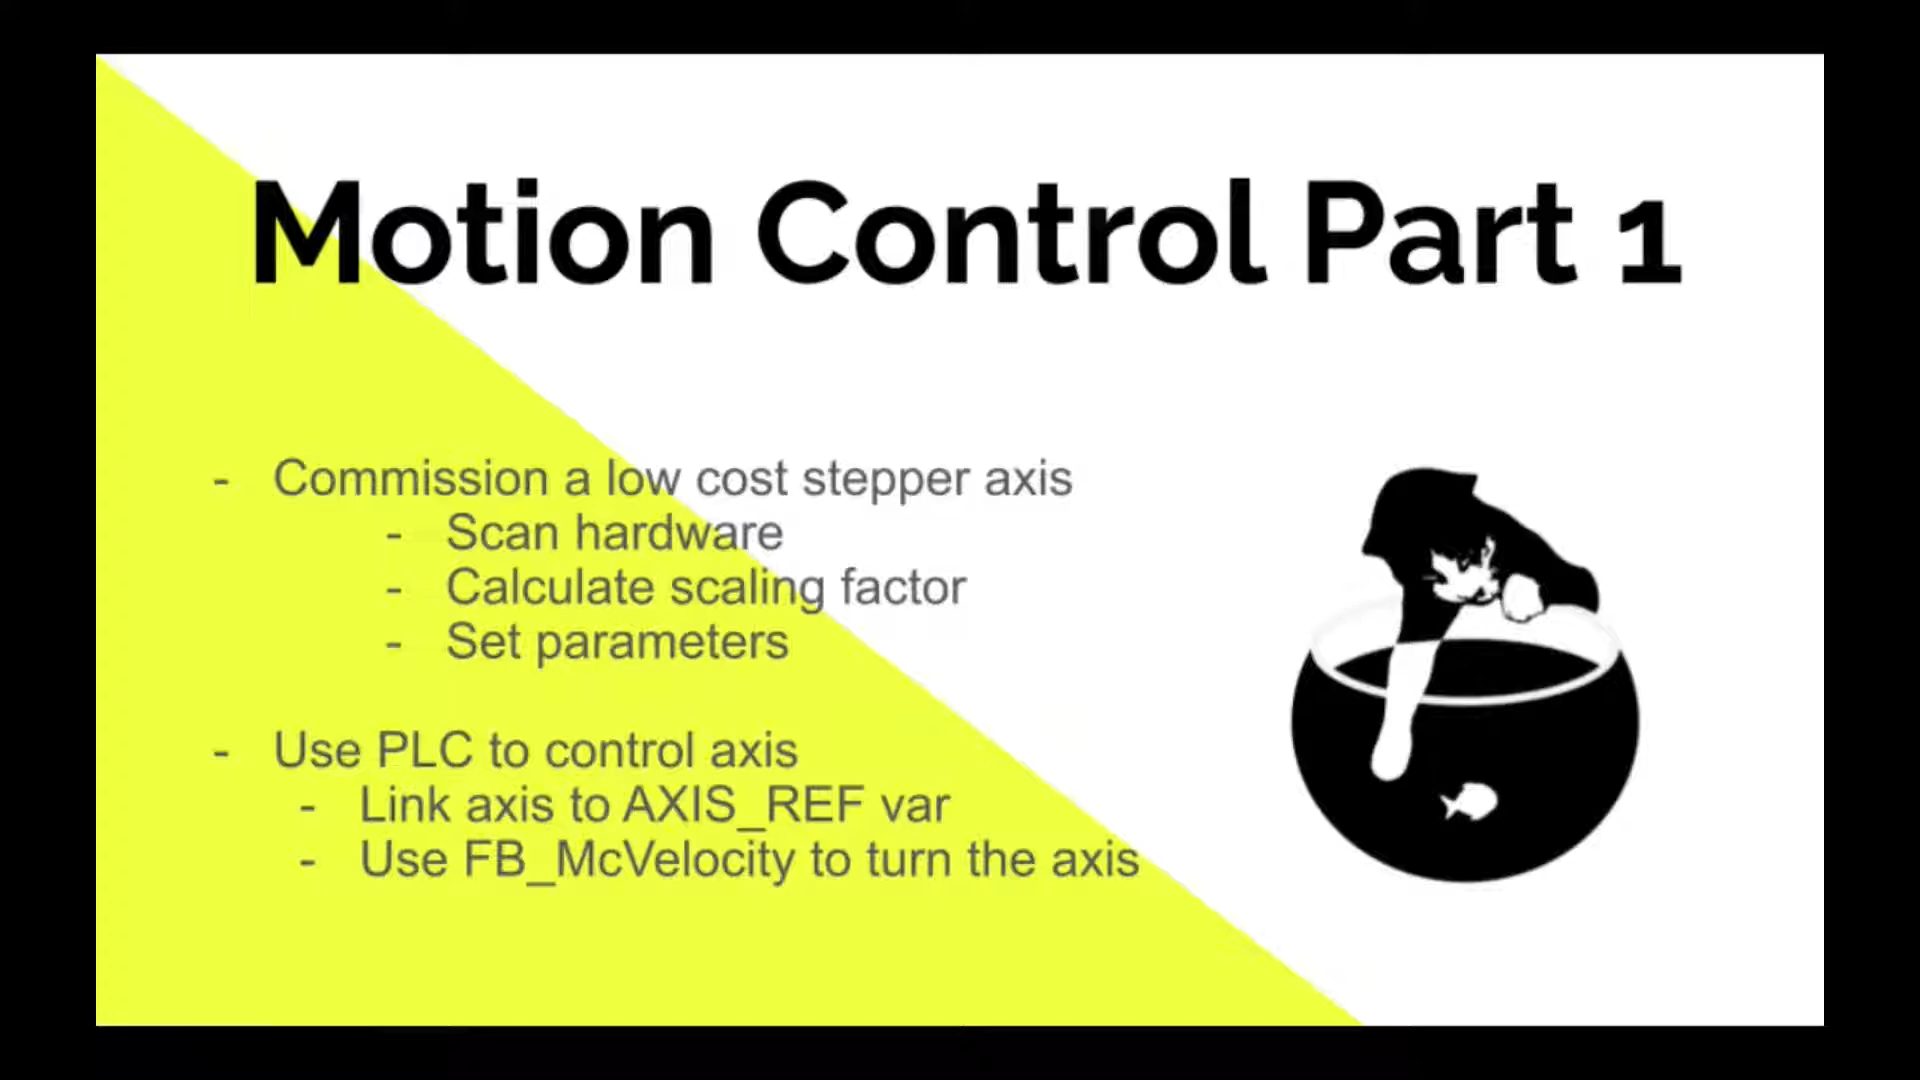 Motion Control Part 1
- Commission a low cost stepper axis
- Scan hardware
- Calculate scaling factor
- Set parameters
- Use PLC to control axis
- Link axis to AXIS_REF var
- Use FB_McVelocity to turn the axis